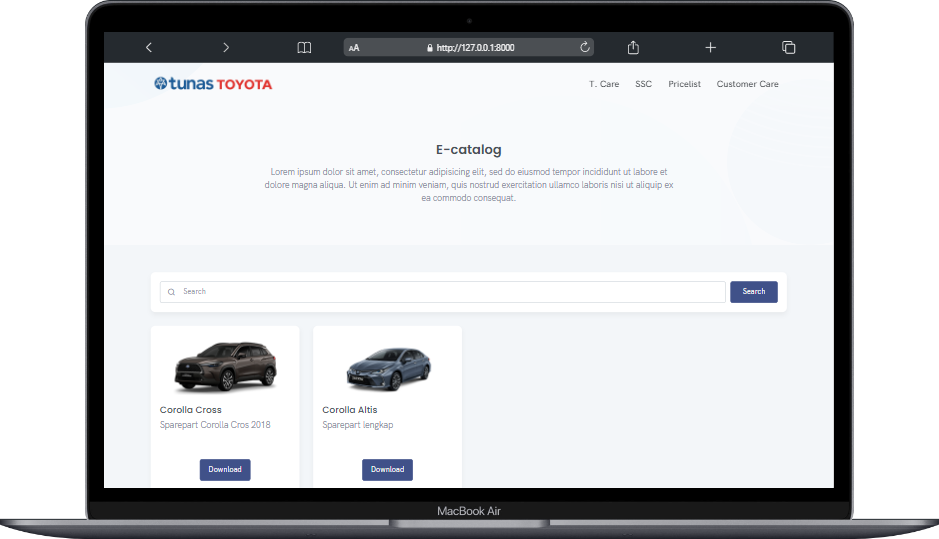 AA
http://127.0.0.1:8000
tunas TOYOTA
T. Care SSC Pricelist Customer Care
E-catalog
Lorem ipsum dolor sit amet, consectetur adipisicing elit, sed do eiusmod tempor incididunt ut labore et
dolore magna aliqua. Ut enim ad minim veniam, quis nostrud exercitation ullamco laboris nisi ut aliquip ex
ea commodo consequat.
Search
Search
Corolla Cross
Corolla Altis
Sparepart Corolla Cros 2018
Sparepart lengkap
Download
Download
MacBook Air